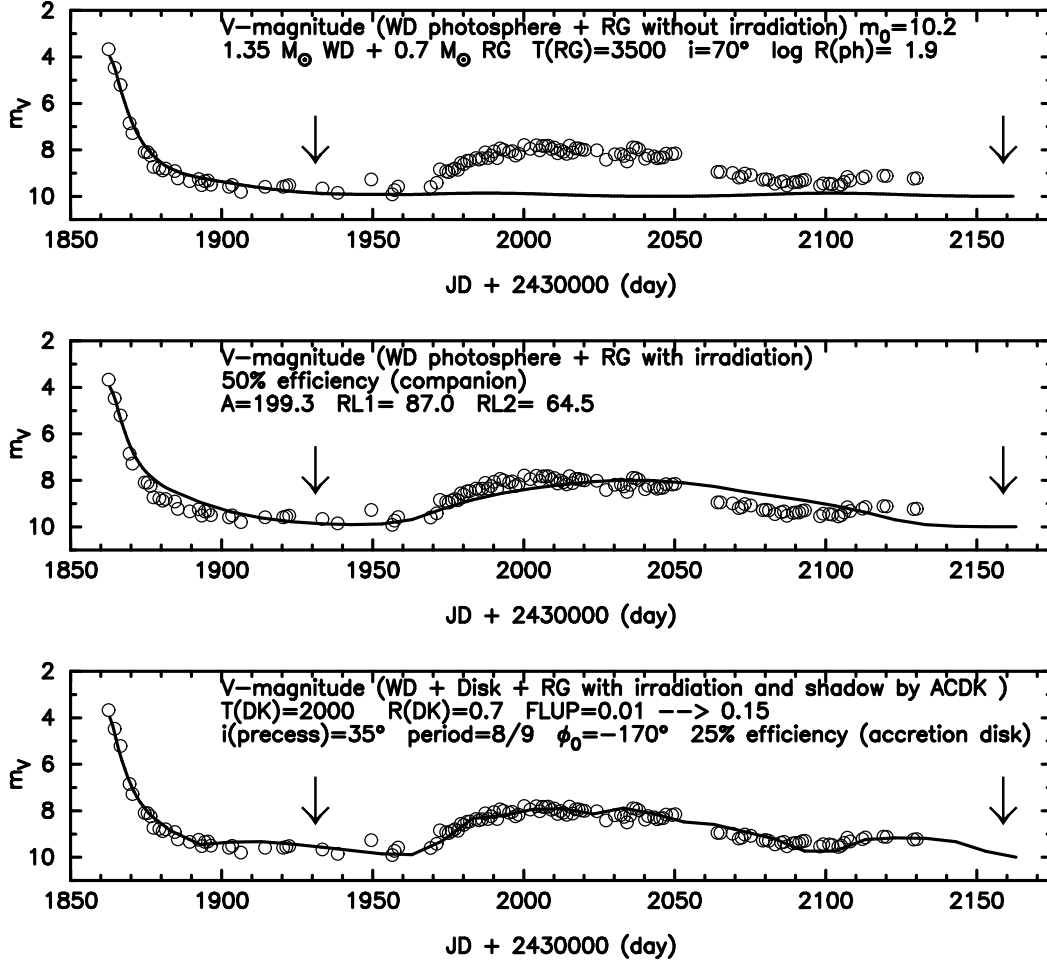 V-magnitude (WD photosphere + RG without irradiation) m₀=10.2
1.35 M☉ WD + 0.7 M☉ RG T(RG)=3500 i=70° log R(ph)= 1.9
2
4
6
8
10
m_V
1850 1900 1950 2000 2050 2100 2150
JD + 2430000 (day)
V-magnitude (WD photosphere + RG with irradiation)
50% efficiency (companion)
A=199.3 RL1= 87.0 RL2= 64.5
2
4
6
8
10
m_V
1850 1900 1950 2000 2050 2100 2150
JD + 2430000 (day)
V-magnitude (WD + Disk + RG with irradiation and shadow by ACDK )
T(DK)=2000 R(DK)=0.7 FLUP=0.01 --> 0.15
i(precess)=35° period=8/9 ϕ₀=-170° 25% efficiency (accretion disk)
2
4
6
8
10
m_V
1850 1900 1950 2000 2050 2100 2150
JD + 2430000 (day)